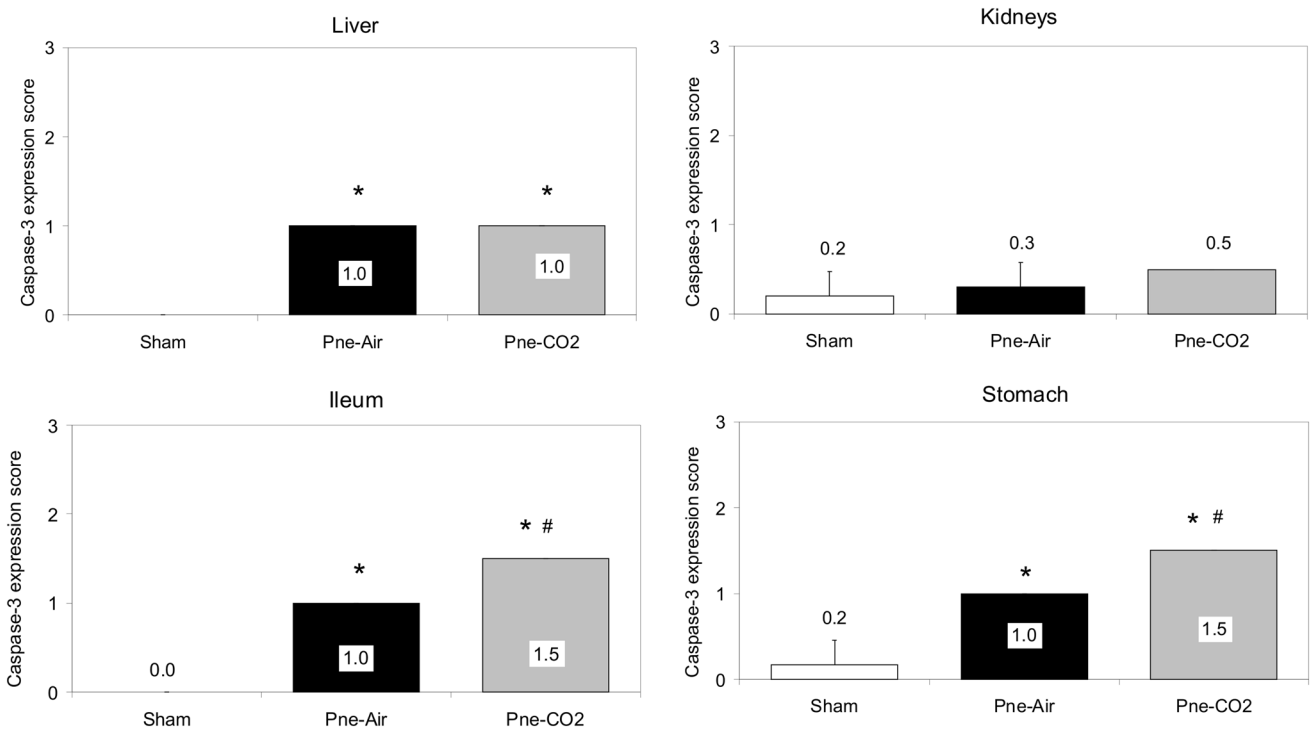 Liver
Caspase-3 expression score
3
2
1
0
* *
1.0 1.0
Sham Pne-Air Pne-CO2
Kidneys
Caspase-3 expression score
3
2
1
0
0.2 0.3 0.5
Sham Pne-Air Pne-CO2
Ileum
Caspase-3 expression score
3
2
1
0
* #
*
0.0 1.0 1.5
Sham Pne-Air Pne-CO2
Stomach
Caspase-3 expression score
3
2
1
0
* #
*
0.2
1.0 1.5
Sham Pne-Air Pne-CO2